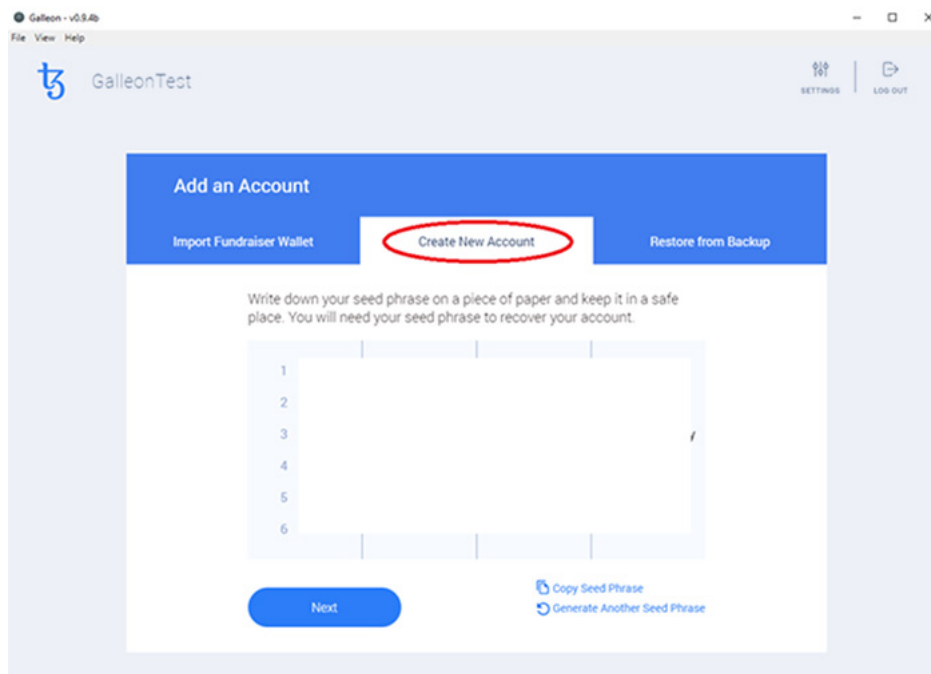 Galleon - v0.9.4b
File View Help
GalleonTest
SETTINGS
LOG OUT
Add an Account
Import Fundraiser Wallet
Create New Account
Restore from Backup
Write down your seed phrase on a piece of paper and keep it in a safe
place. You will need your seed phrase to recover your account.
1
2
3
y
4
5
6
Next
Copy Seed Phrase
Generate Another Seed Phrase